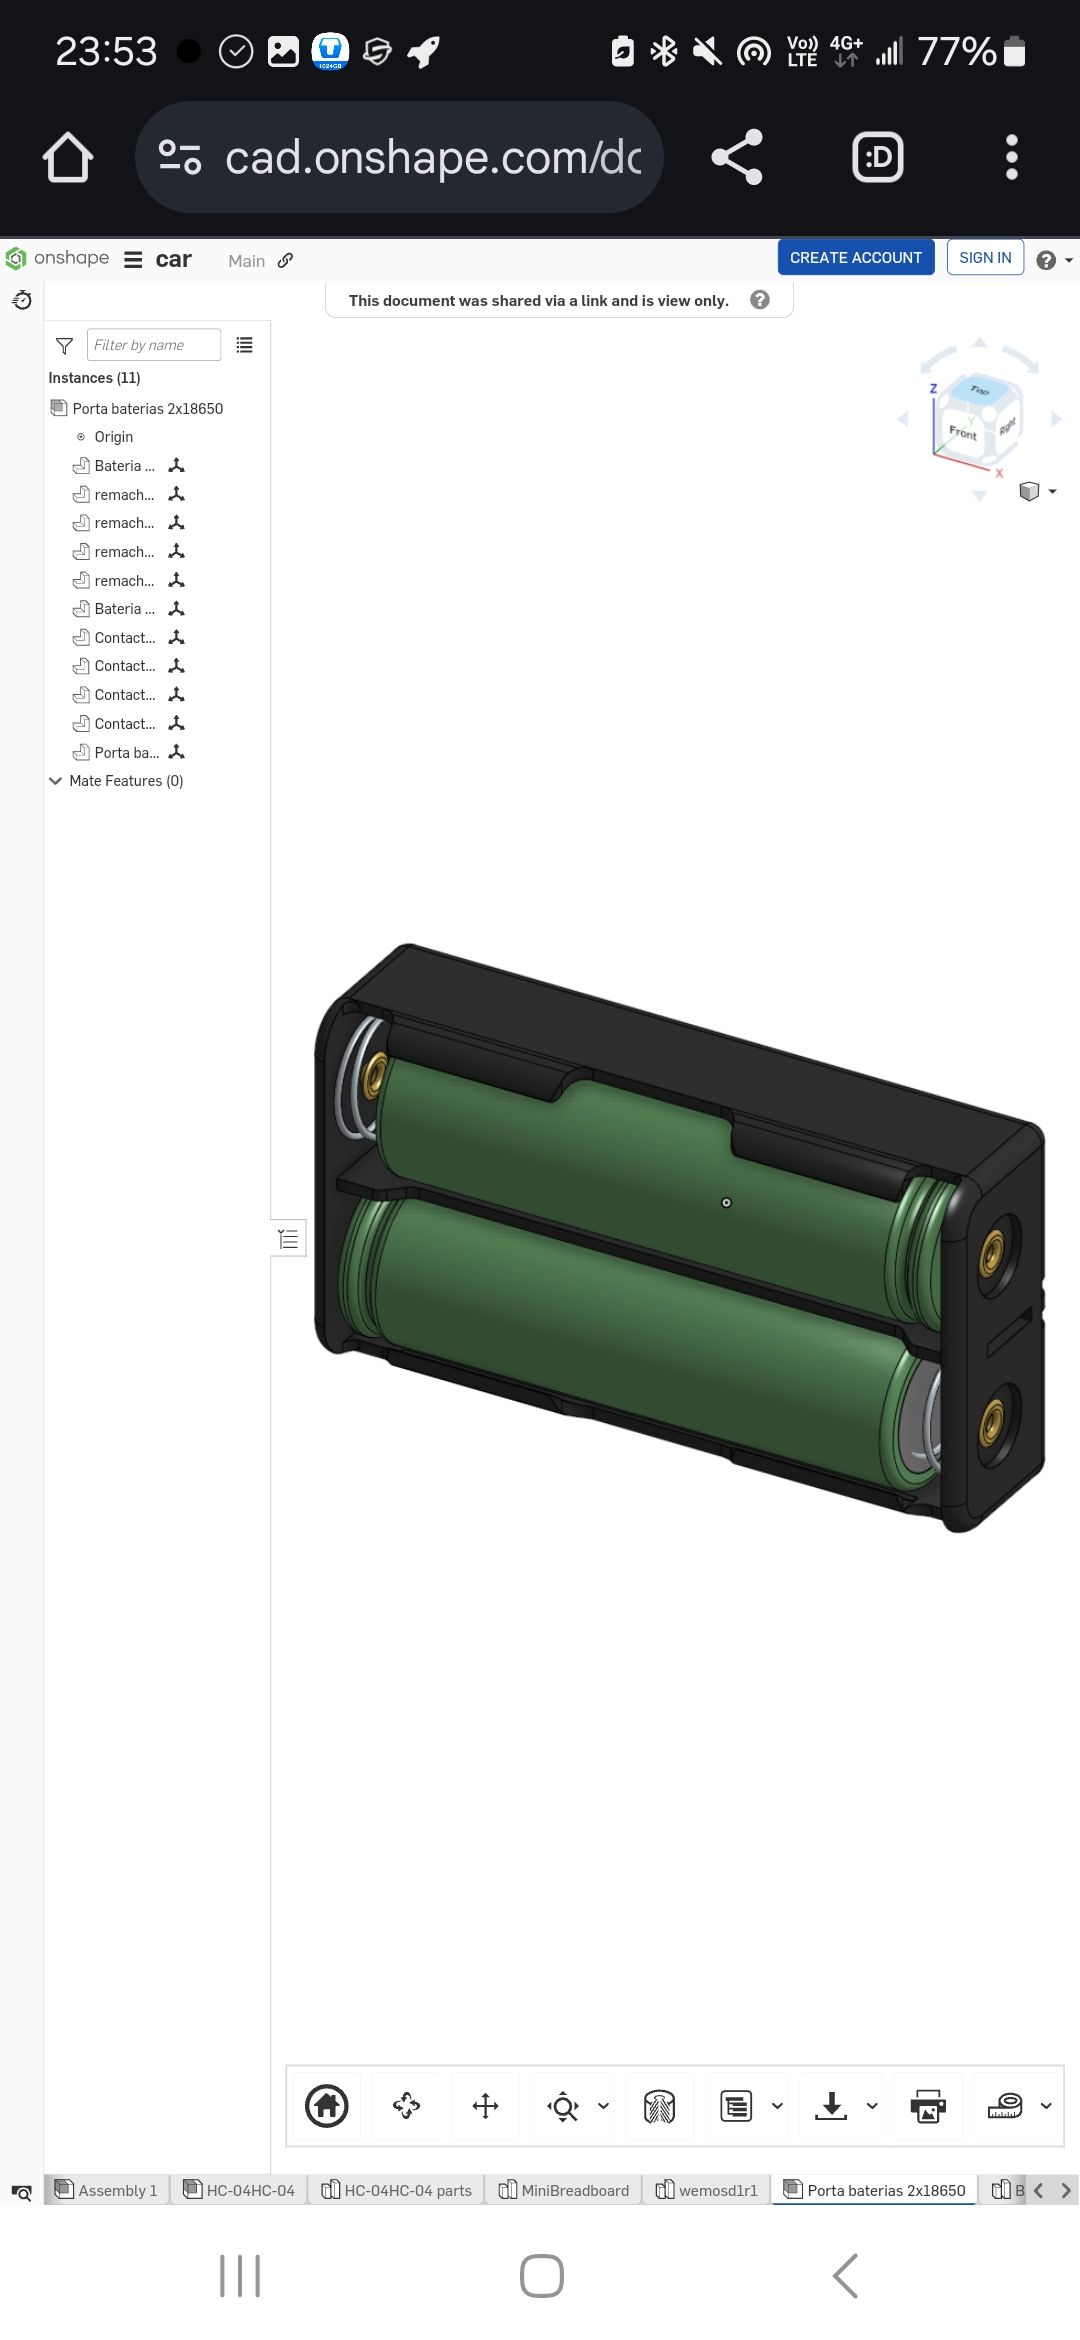 23:53
Vo)) LTE
4G+
77%
cad.onshape.com/dc
:D
onshape
car
Main
CREATE ACCOUNT
SIGN IN
This document was shared via a link and is view only.
Filter by name
Instances (11)
Porta baterias 2x18650
Origin
Bateria ...
remach...
remach...
remach...
remach...
Bateria ...
Contact...
Contact...
Contact...
Contact...
Porta ba...
Mate Features (0)
Z
Top
Y
Front
Right
X
Assembly 1
HC-04HC-04
HC-04HC-04 parts
MiniBreadboard
wemosd1r1
Porta baterias 2x18650
B